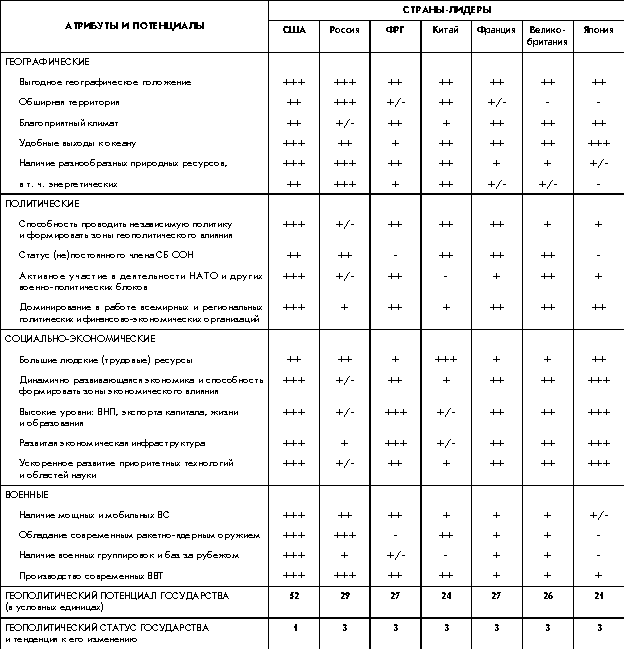 АТРИБУТЫ И ПОТЕНЦИАЛЫ СТРАНЫ-ЛИДЕРЫ
США Россия ФРГ Китай Франция Велико- Япония
британия
ГЕОГРАФИЧЕСКИЕ
Выгодное географическое положение +++ +++ ++ ++ ++ ++ ++
Обширная территория ++ +++ +/- ++ +/- - -
Благоприятный климат ++ +/- ++ + ++ ++ ++
Удобные выходы к океану +++ ++ + ++ ++ ++ +++
Наличие разнообразных природных ресурсов, +++ +++ ++ ++ + + +/-
в т. ч. энергетических ++ +++ + ++ +/- +/- -
ПОЛИТИЧЕСКИЕ
Способность проводить независимую политику +++ +/- ++ ++ ++ + +
и формировать зоны геополитического влияния
Статус (не)постоянного члена СБ ООН ++ ++ - ++ ++ ++ -
Активное участие в деятельности НАТО и других +++ +/- ++ - + ++ +
военно-политических блоков
Доминирование в работе всемирных и региональных +++ + ++ + ++ ++ ++
политических и финансово-экономических организаций
СОЦИАЛЬНО-ЭКОНОМИЧЕСКИЕ
Большие людские (трудовые) ресурсы ++ ++ + +++ + + ++
Динамично развивающаяся экономика и способность +++ +/- ++ + ++ ++ +++
формировать зоны экономического влияния
Высокие уровни: ВНП, экспорта капитала, жизни +++ +/- +++ +/- ++ ++ +++
и образования
Развитая экономическая инфраструктура +++ + +++ +/- ++ ++ +++
Ускоренное развитие приоритетных технологий +++ +/- ++ + ++ ++ +++
и областей науки
ВОЕННЫЕ
Наличие мощных и мобильных ВС +++ ++ ++ + + + +/-
Обладание современным ракетно-ядерным оружием +++ +++ - ++ + + -
Наличие военных группировок и баз за рубежом +++ + +/- - + + -
Производство современных ВВТ +++ +++ ++ ++ + + +
ГЕОПОЛИТИЧЕСКИЙ ПОТЕНЦИАЛ ГОСУДАРСТВА 52 29 27 24 27 26 21
(в условных единицах)
ГЕОПОЛИТИЧЕСКИЙ СТАТУС ГОСУДАРСТВА 1 3 3 3 3 3 3
и тенденция к его изменению